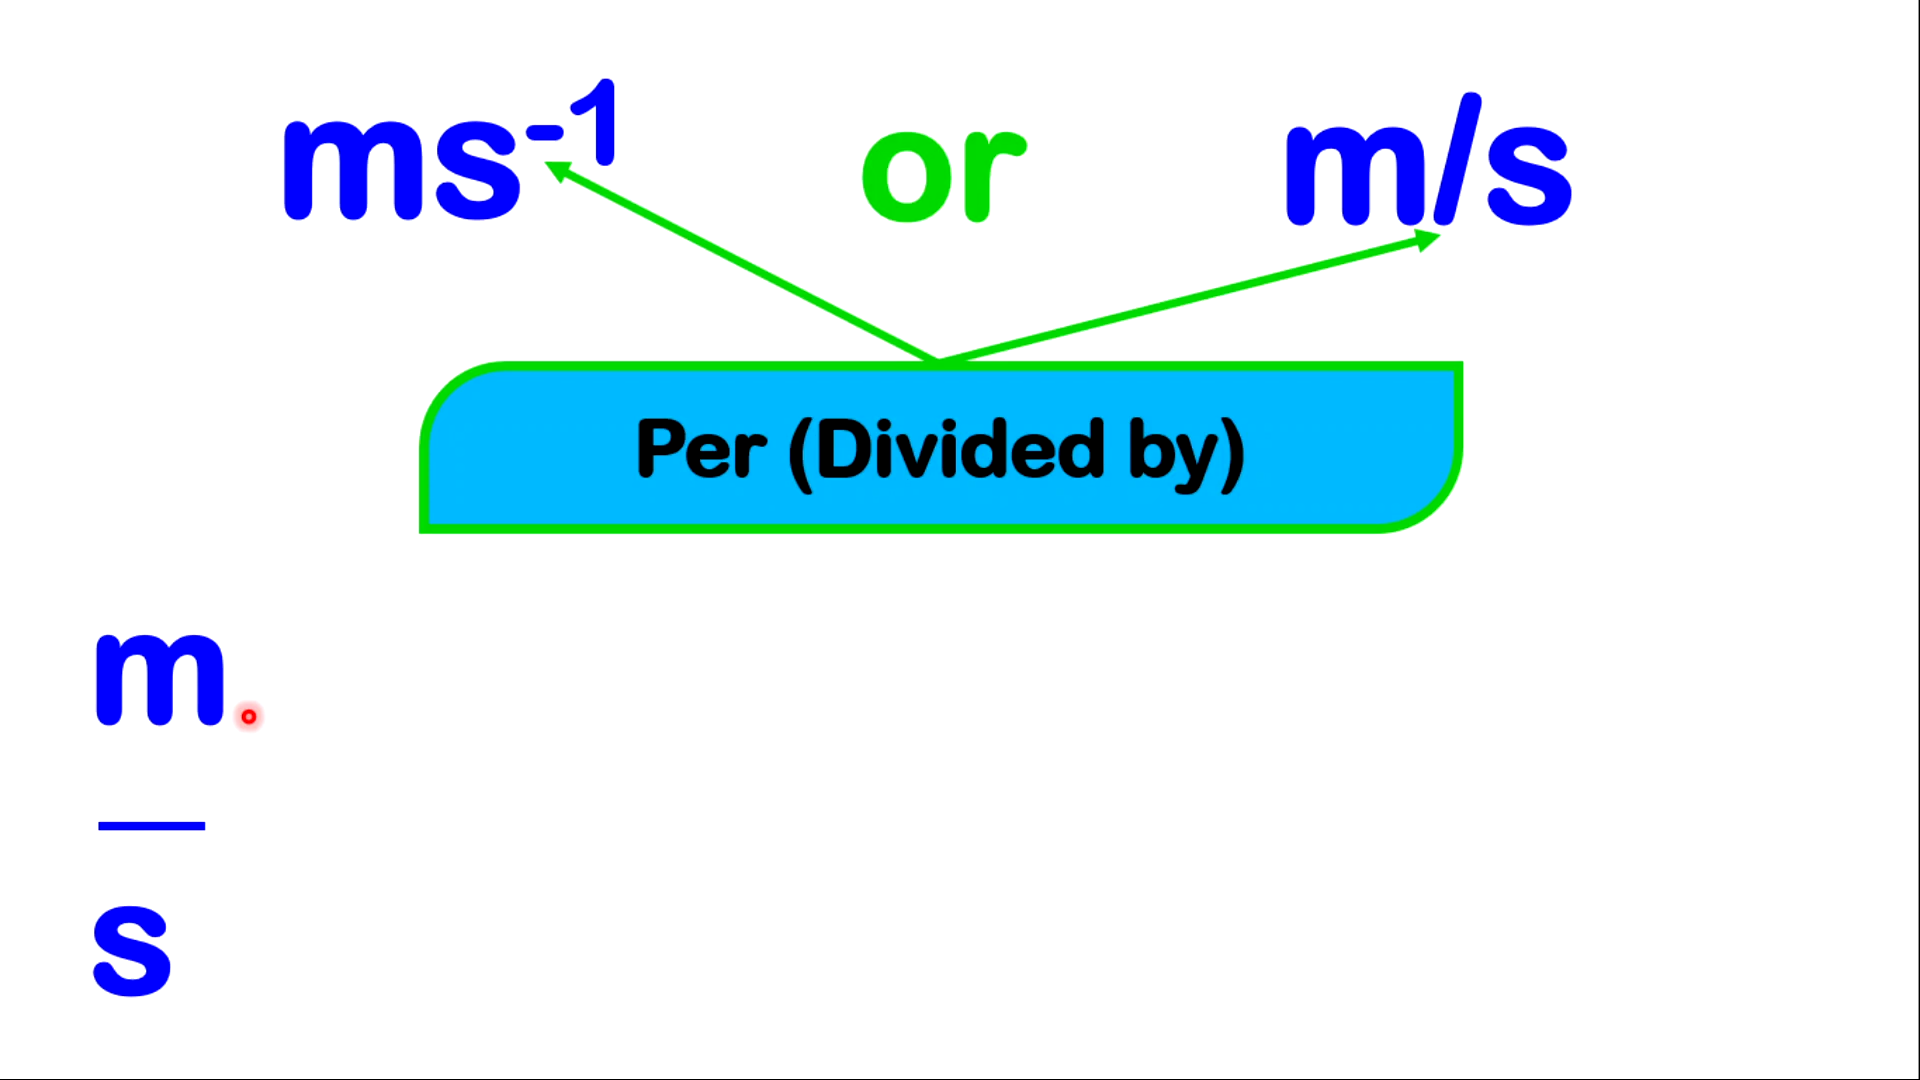 ms⁻¹ or m/s
Per (Divided by)
m
s